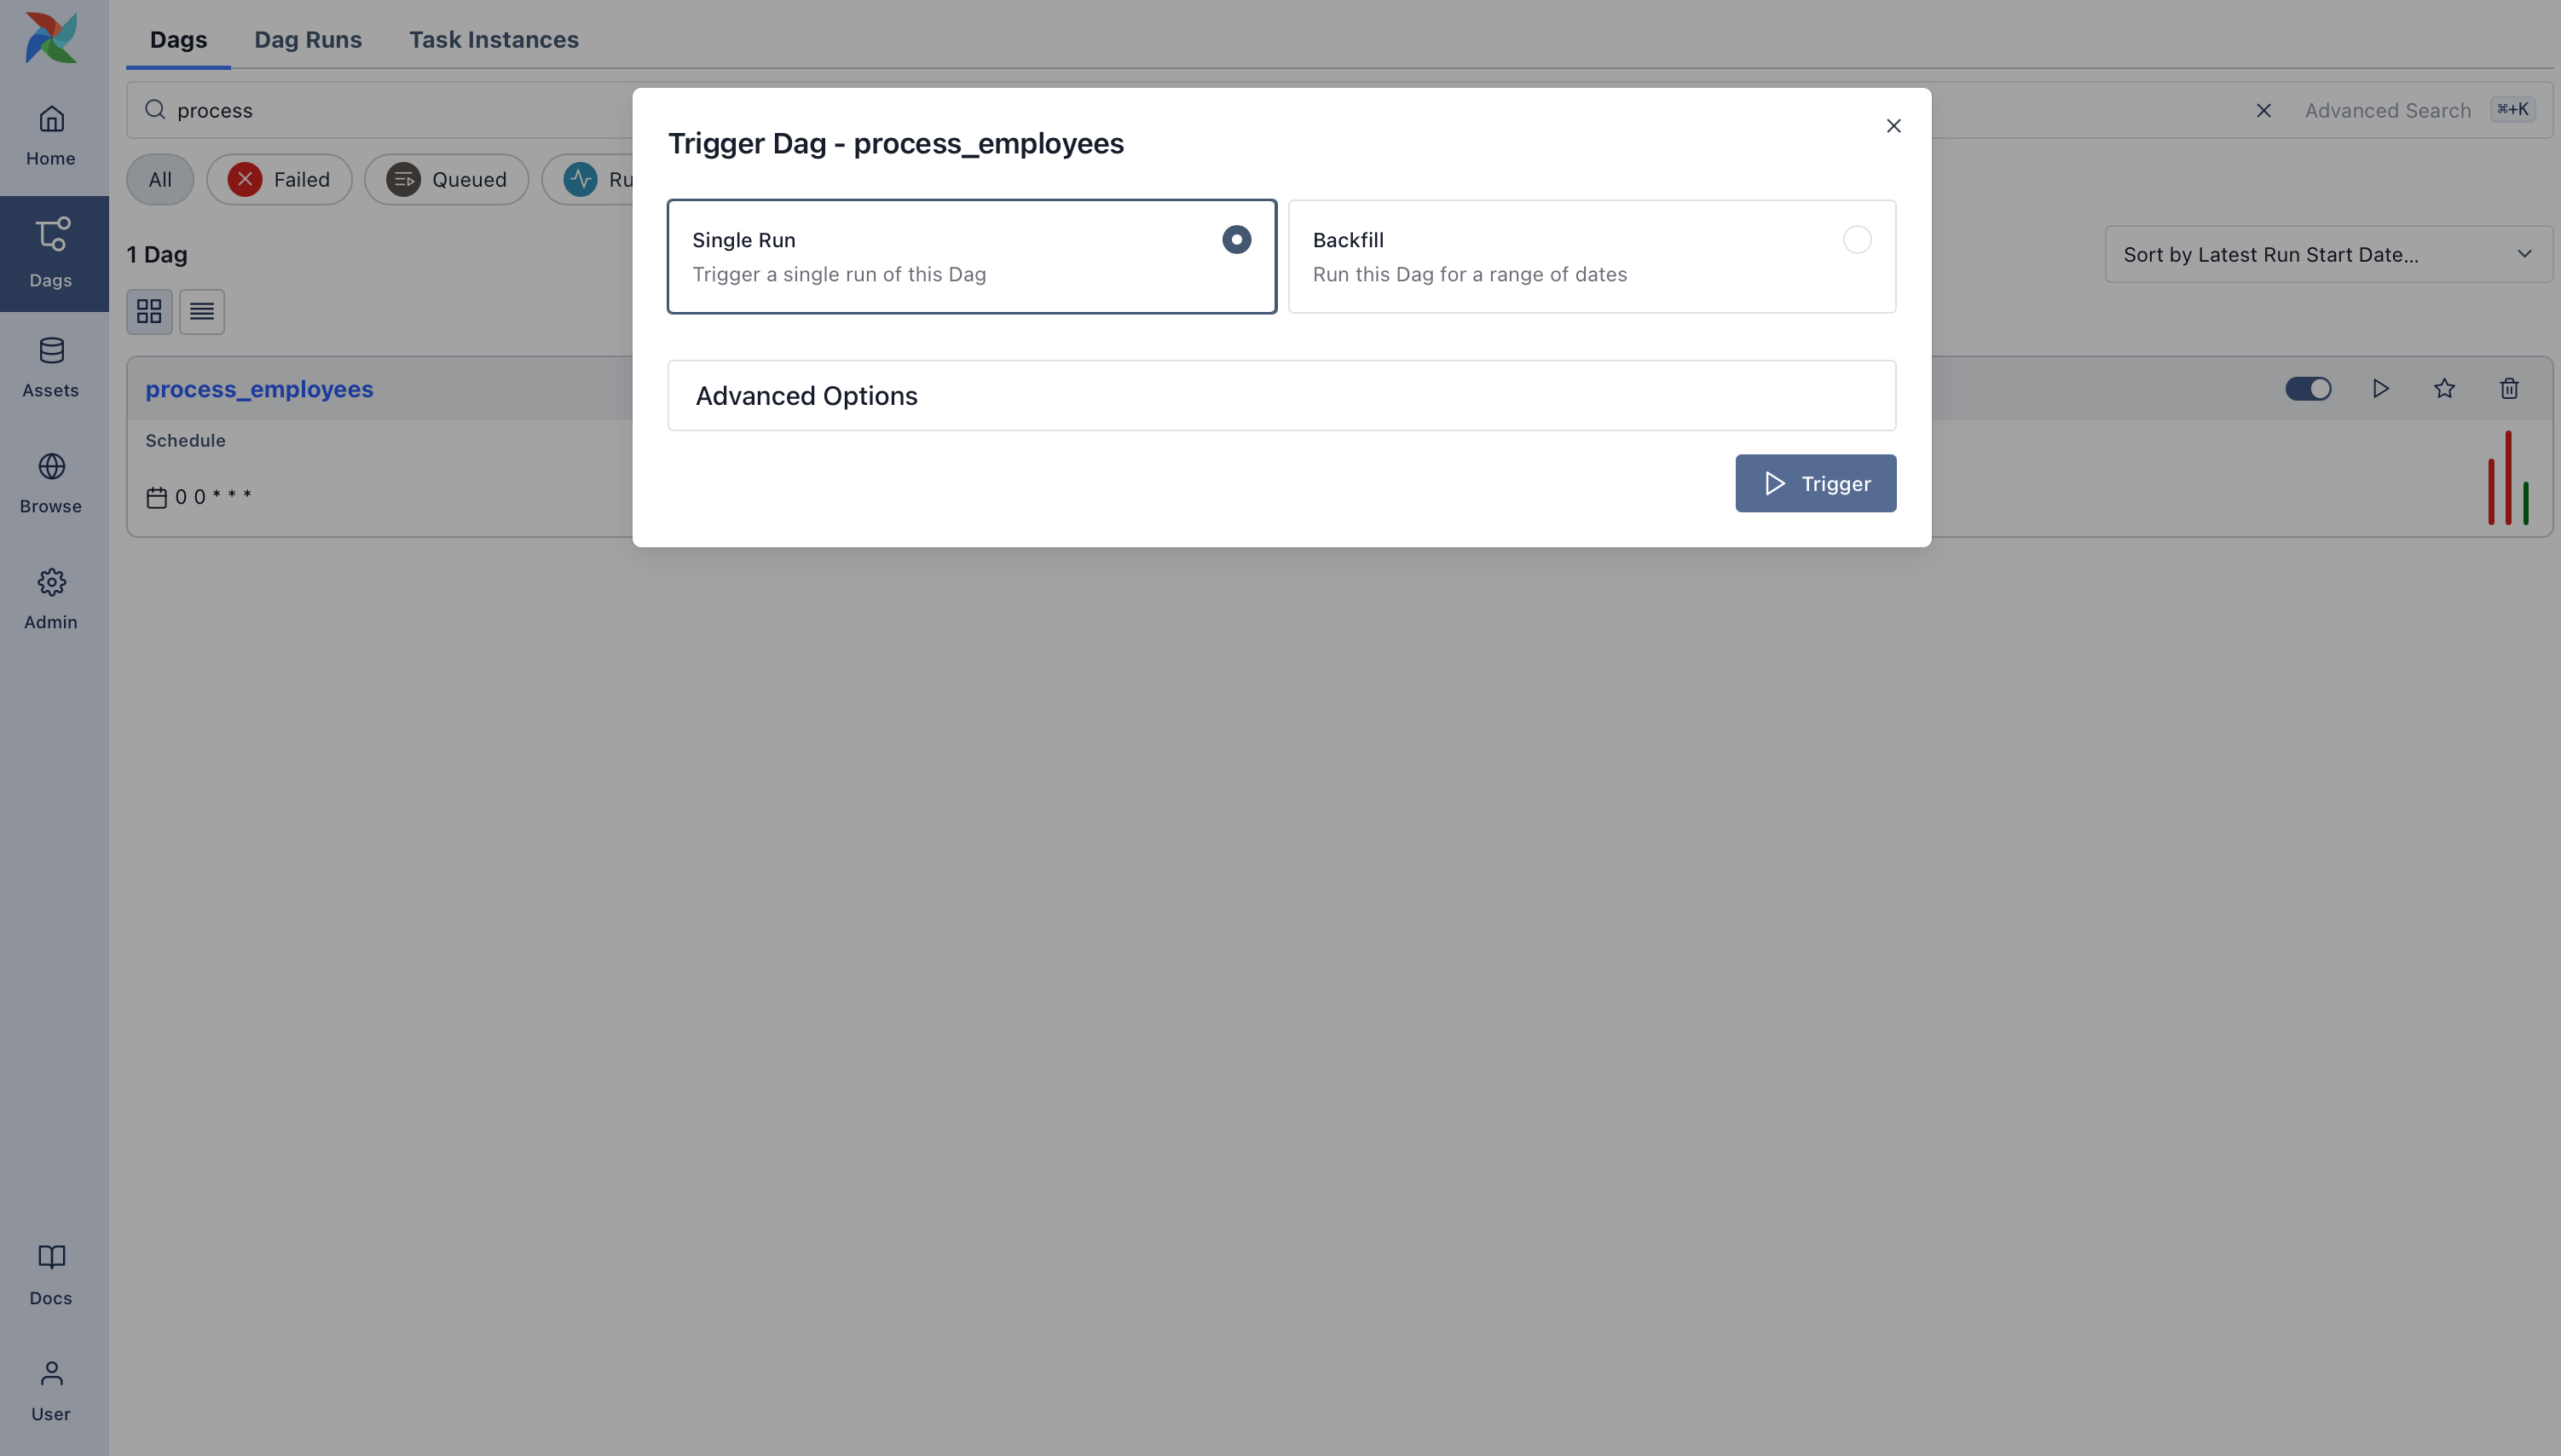 Dags Dag Runs Task Instances
process
Advanced Search ⌘+K
Home
All Failed Queued Ru
Trigger Dag - process_employees
Single Run
Trigger a single run of this Dag
Backfill
Run this Dag for a range of dates
Advanced Options
Trigger
1 Dag
Sort by Latest Run Start Date...
Dags
process_employees
Schedule
0 0 * * *
Assets
Browse
Admin
Docs
User